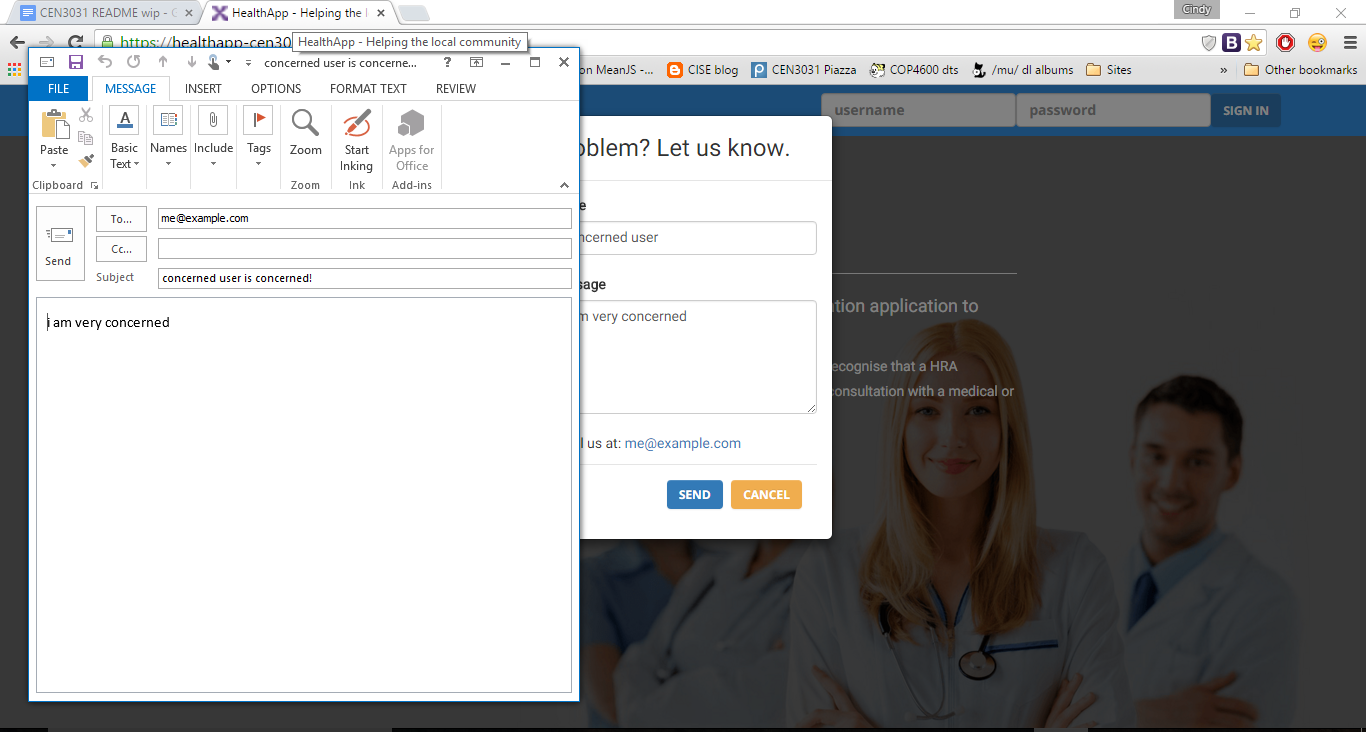 CEN3031 README wip - G
HealthApp - Helping the l
Cindy
https://healthapp-cen30
HealthApp - Helping the local community
on MeanJS -...
CISE blog
CEN3031 Piazza
COP4600 dts
/mu/ dl albums
Sites
»
Other bookmarks
concerned user is concerne...
?
FILE
MESSAGE
INSERT
OPTIONS
FORMAT TEXT
REVIEW
Paste
Basic
Text
Names
Include
Tags
Zoom
Start
Inking
Apps for
Office
Clipboard
Zoom
Ink
Add-ins
Send
To...
me@example.com
Cc...
Subject
concerned user is concerned!
i am very concerned
username
password
SIGN IN
oblem? Let us know.
e
ncerned user
sage
m very concerned
l us at: me@example.com
SEND
CANCEL
tion application to
ecognise that a HRA
consultation with a medical or